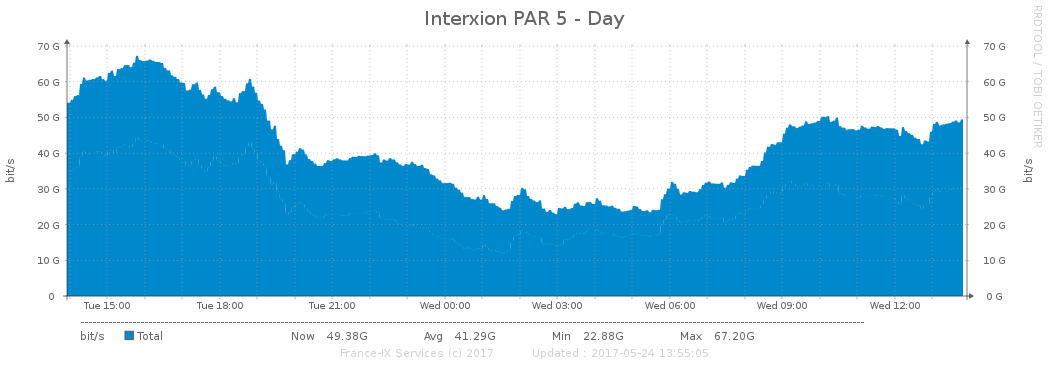 Interxion PAR 5 - Day
RRDTOOL / TOBI OETIKER
bit/s
bit/s
70 G 70 G
60 G 60 G
50 G 50 G
40 G 40 G
30 G 30 G
20 G 20 G
10 G 10 G
0 0 G
Tue 15:00 Tue 18:00 Tue 21:00 Wed 00:00 Wed 03:00 Wed 06:00 Wed 09:00 Wed 12:00
bit/s Total Now 49.38G Avg 41.29G Min 22.88G Max 67.20G
France-IX Services (c) 2017 Updated : 2017-05-24 13:55:05